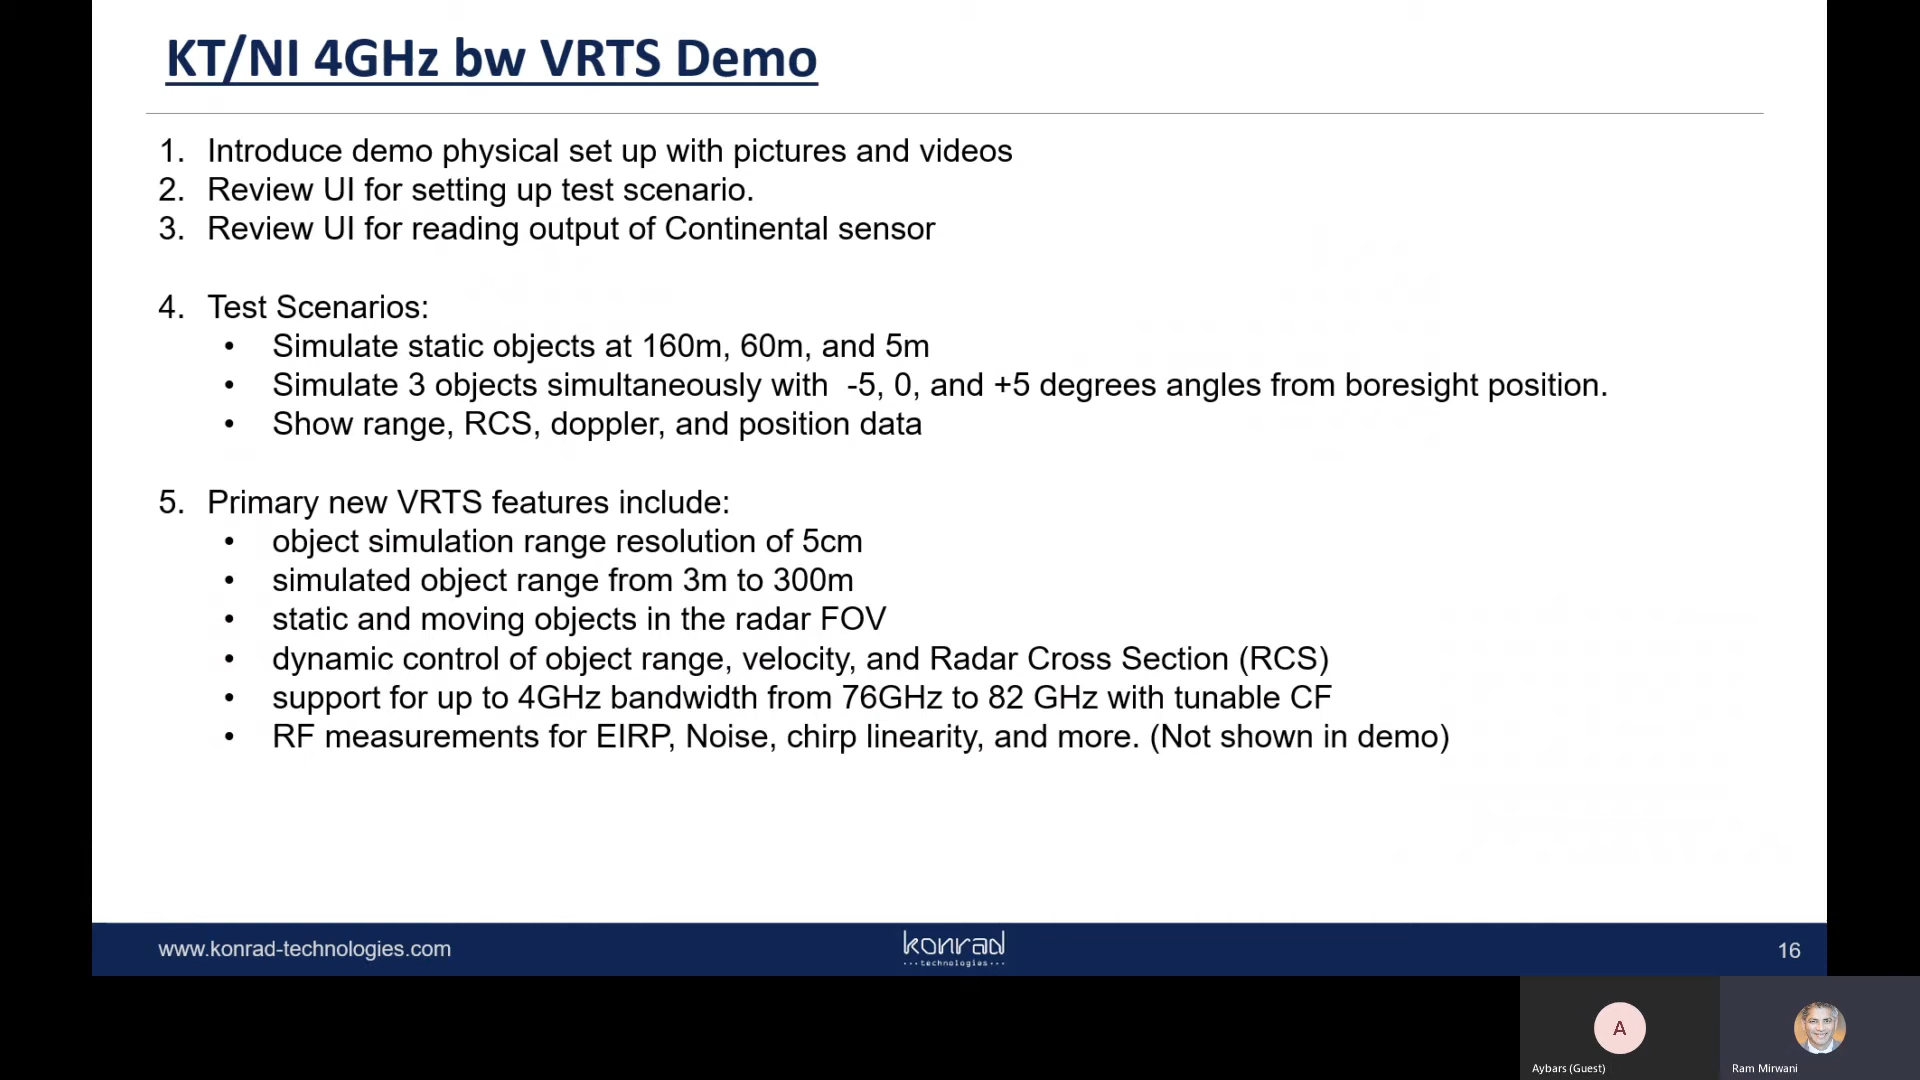 KT/NI 4GHz bw VRTS Demo
1. Introduce demo physical set up with pictures and videos
2. Review UI for setting up test scenario.
3. Review UI for reading output of Continental sensor
4. Test Scenarios:
• Simulate static objects at 160m, 60m, and 5m
• Simulate 3 objects simultaneously with -5, 0, and +5 degrees angles from boresight position.
• Show range, RCS, doppler, and position data
5. Primary new VRTS features include:
• object simulation range resolution of 5cm
• simulated object range from 3m to 300m
• static and moving objects in the radar FOV
• dynamic control of object range, velocity, and Radar Cross Section (RCS)
• support for up to 4GHz bandwidth from 76GHz to 82 GHz with tunable CF
• RF measurements for EIRP, Noise, chirp linearity, and more. (Not shown in demo)
www.konrad-technologies.com
konrad
technologies
16
A
Aybars (Guest)
Ram Mirwani